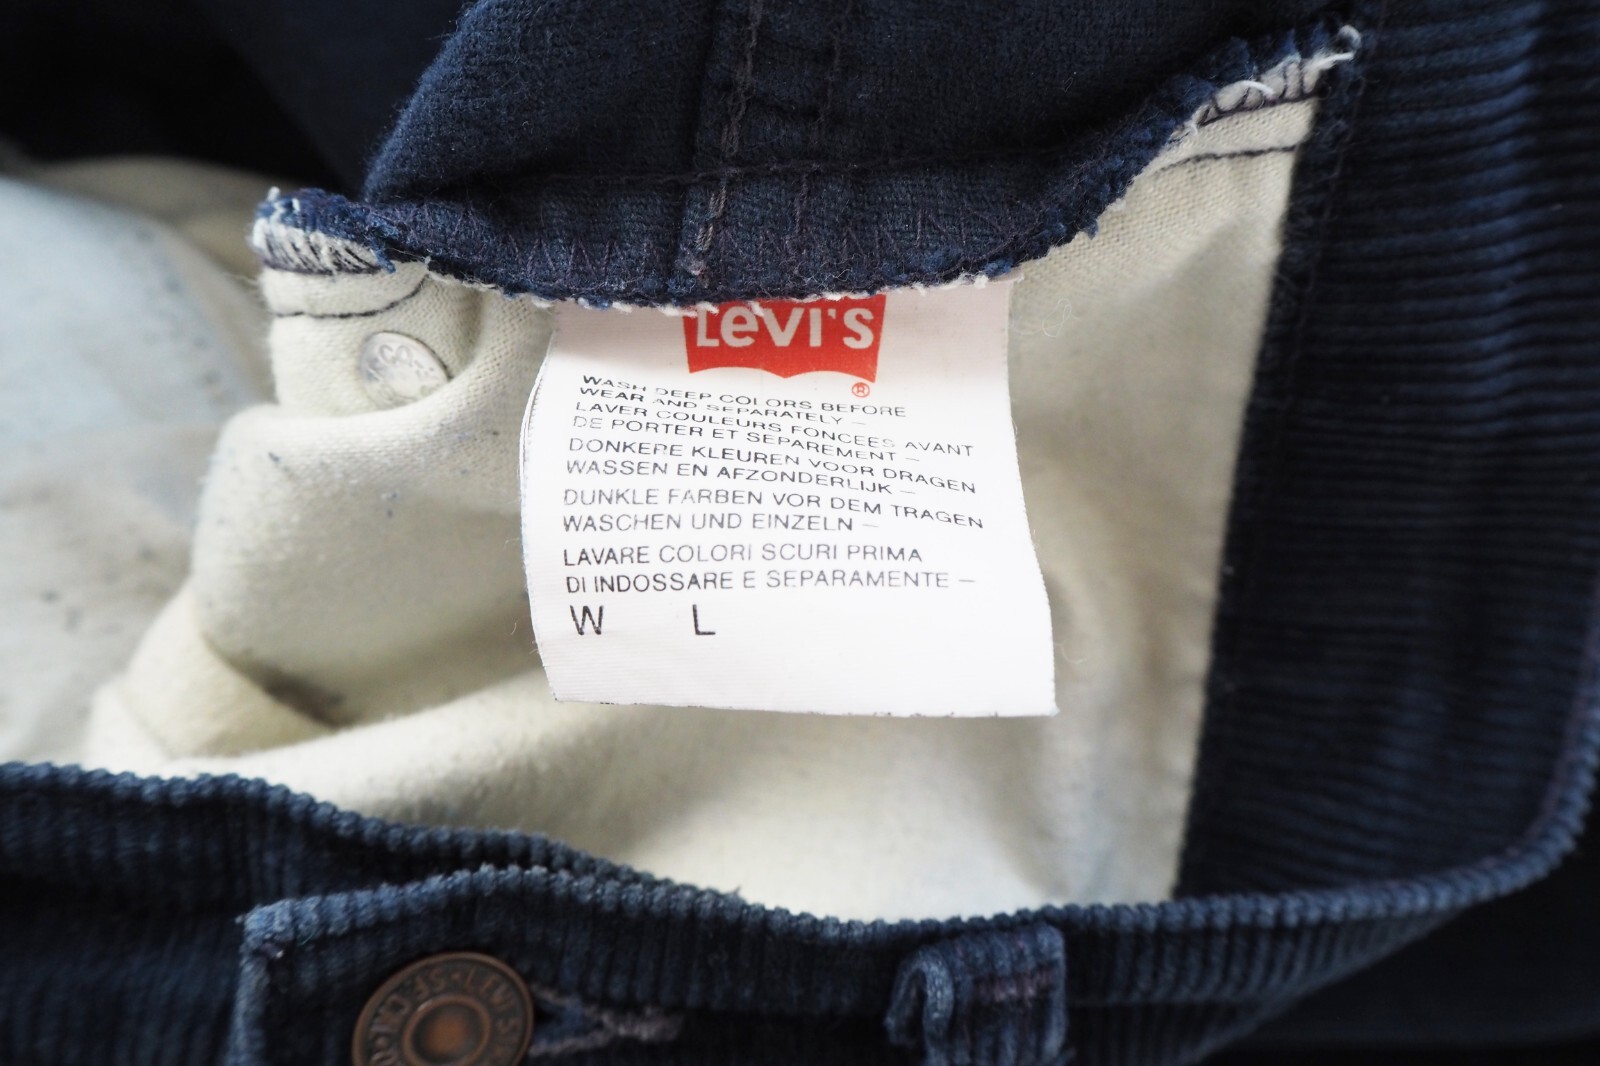 LEVI'S
®
WASH DEEP COLORS BEFORE
WEAR AND SEPARATELY –
LAVER COULEURS FONCEES AVANT
DE PORTER ET SEPAREMENT –
DONKERE KLEUREN VOOR DRAGEN
WASSEN EN AFZONDERLIJK –
DUNKLE FARBEN VOR DEM TRAGEN
WASCHEN UND EINZELN –
LAVARE COLORI SCURI PRIMA
DI INDOSSARE E SEPARAMENTE –
W L